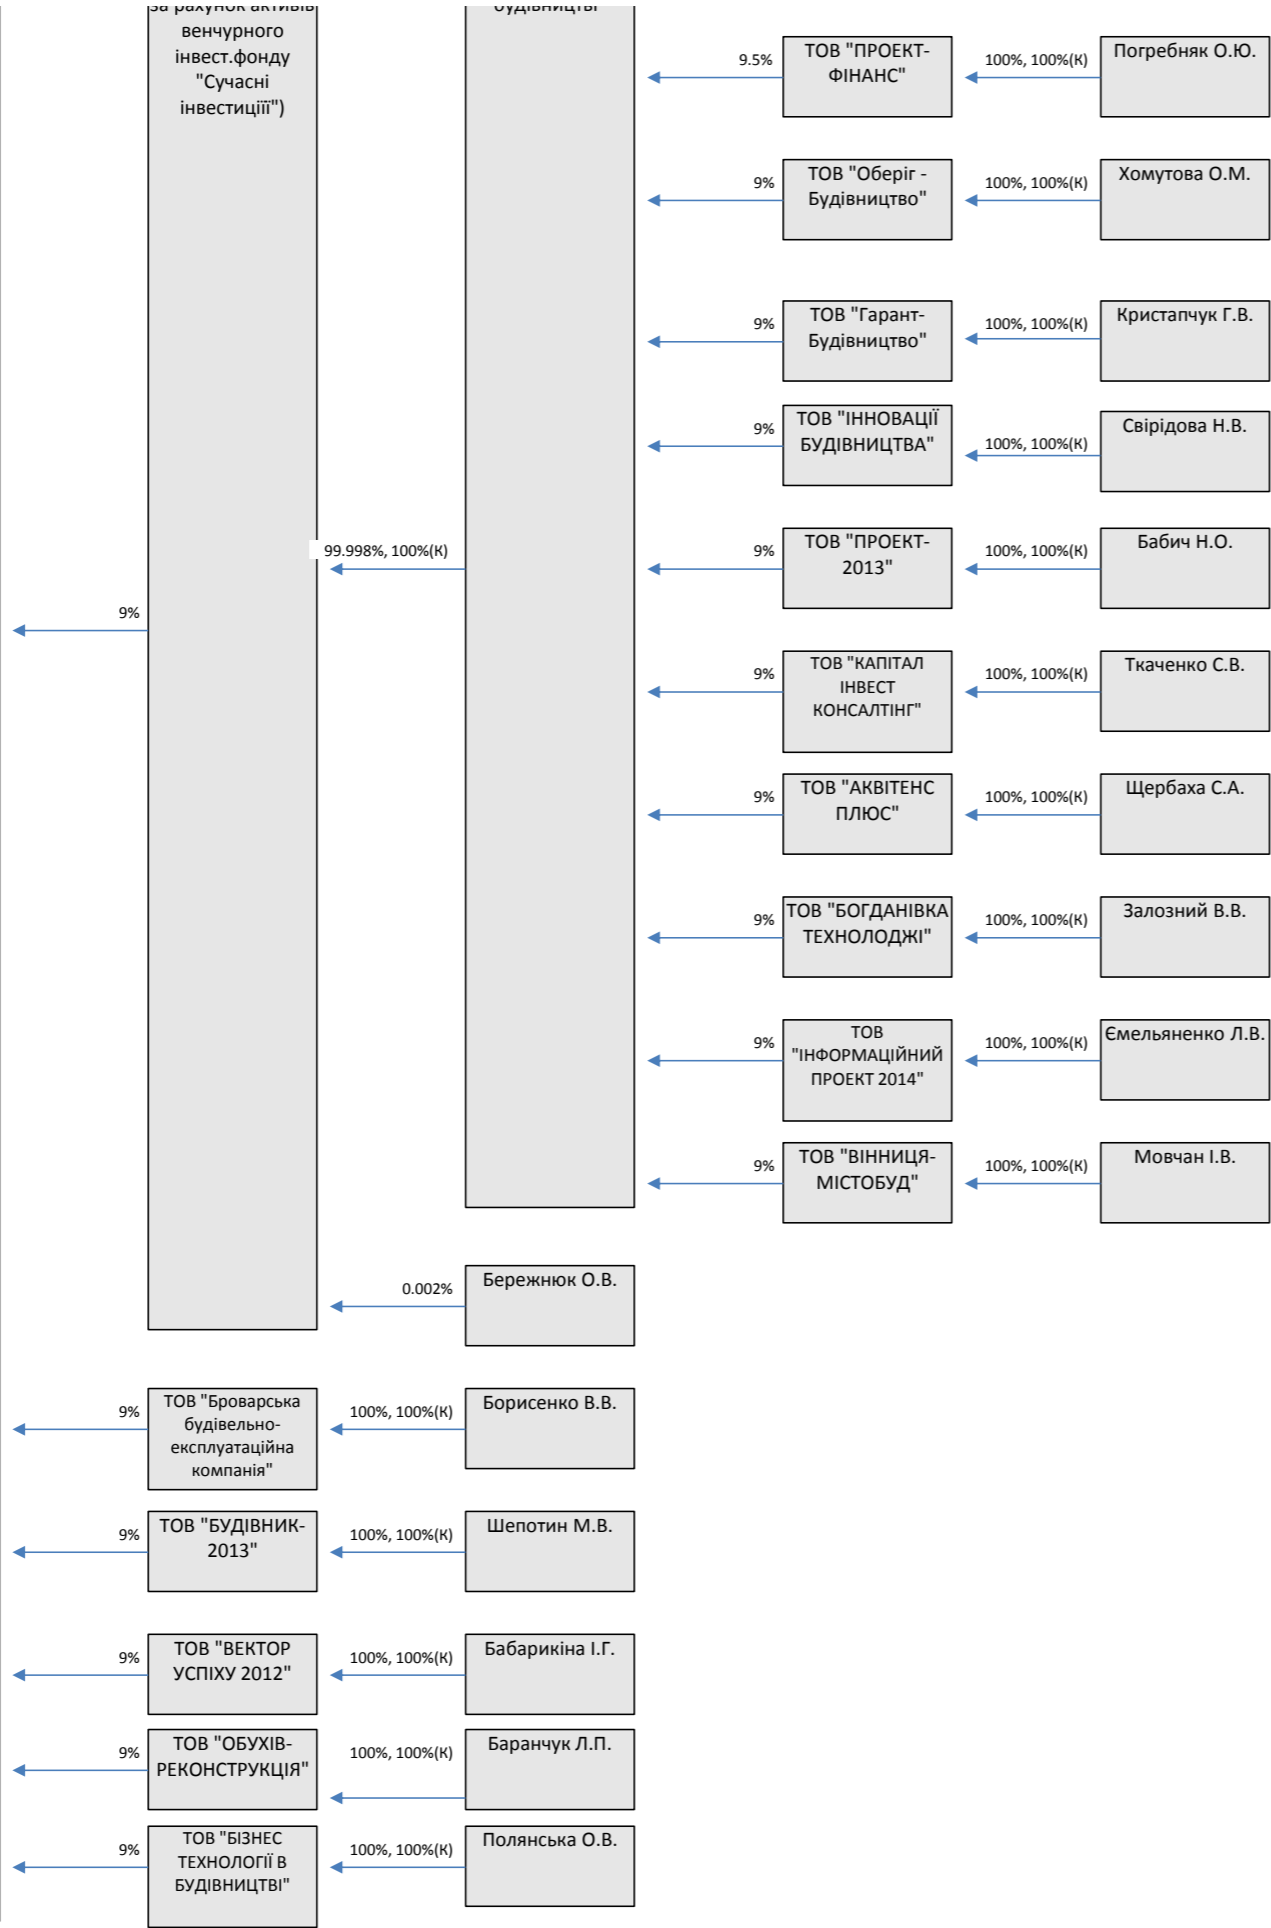 за рахунок активів
венчурного
інвест.фонду
"Сучасні
інвестиціїї")
будівництві
9.5%
ТОВ "ПРОЕКТ-
ФІНАНС"
100%, 100%(К)
Погребняк О.Ю.
9%
ТОВ "Оберіг -
Будівництво"
100%, 100%(К)
Хомутова О.М.
9%
ТОВ "Гарант-
Будівництво"
100%, 100%(К)
Кристапчук Г.В.
9%
ТОВ "ІННОВАЦІЇ
БУДІВНИЦТВА"
100%, 100%(К)
Свірідова Н.В.
99.998%, 100%(К)
9%
ТОВ "ПРОЕКТ-
2013"
100%, 100%(К)
Бабич Н.О.
9%
9%
ТОВ "КАПІТАЛ
ІНВЕСТ
КОНСАЛТІНГ"
100%, 100%(К)
Ткаченко С.В.
9%
ТОВ "АКВІТЕНС
ПЛЮС"
100%, 100%(К)
Щербаха С.А.
9%
ТОВ "БОГДАНІВКА
ТЕХНОЛОДЖІ"
100%, 100%(К)
Залозний В.В.
9%
ТОВ
"ІНФОРМАЦІЙНИЙ
ПРОЕКТ 2014"
100%, 100%(К)
Ємельяненко Л.В.
9%
ТОВ "ВІННИЦЯ-
МІСТОБУД"
100%, 100%(К)
Мовчан І.В.
0.002%
Бережнюк О.В.
9%
ТОВ "Броварська
будівельно-
експлуатаційна
компанія"
100%, 100%(К)
Борисенко В.В.
9%
ТОВ "БУДІВНИК-
2013"
100%, 100%(К)
Шепотин М.В.
9%
ТОВ "ВЕКТОР
УСПІХУ 2012"
100%, 100%(К)
Бабарикіна І.Г.
9%
ТОВ "ОБУХІВ-
РЕКОНСТРУКЦІЯ"
100%, 100%(К)
Баранчук Л.П.
9%
ТОВ "БІЗНЕС
ТЕХНОЛОГІЇ В
БУДІВНИЦТВІ"
100%, 100%(К)
Полянська О.В.